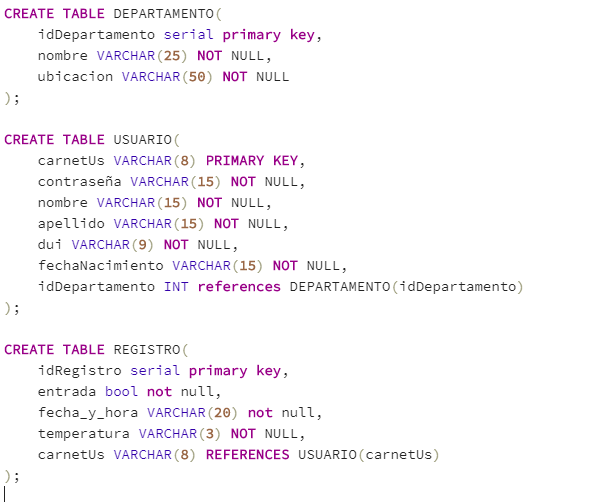 CREATE TABLE DEPARTAMENTO(
    idDepartamento serial primary key,
    nombre VARCHAR(25) NOT NULL,
    ubicacion VARCHAR(50) NOT NULL
);

CREATE TABLE USUARIO(
    carnetUs VARCHAR(8) PRIMARY KEY,
    contraseña VARCHAR(15) NOT NULL,
    nombre VARCHAR(15) NOT NULL,
    apellido VARCHAR(15) NOT NULL,
    dui VARCHAR(9) NOT NULL,
    fechaNacimiento VARCHAR(15) NOT NULL,
    idDepartamento INT references DEPARTAMENTO(idDepartamento)
);

CREATE TABLE REGISTRO(
    idRegistro serial primary key,
    entrada bool not null,
    fecha_y_hora VARCHAR(20) not null,
    temperatura VARCHAR(3) NOT NULL,
    carnetUs VARCHAR(8) REFERENCES USUARIO(carnetUs)
);